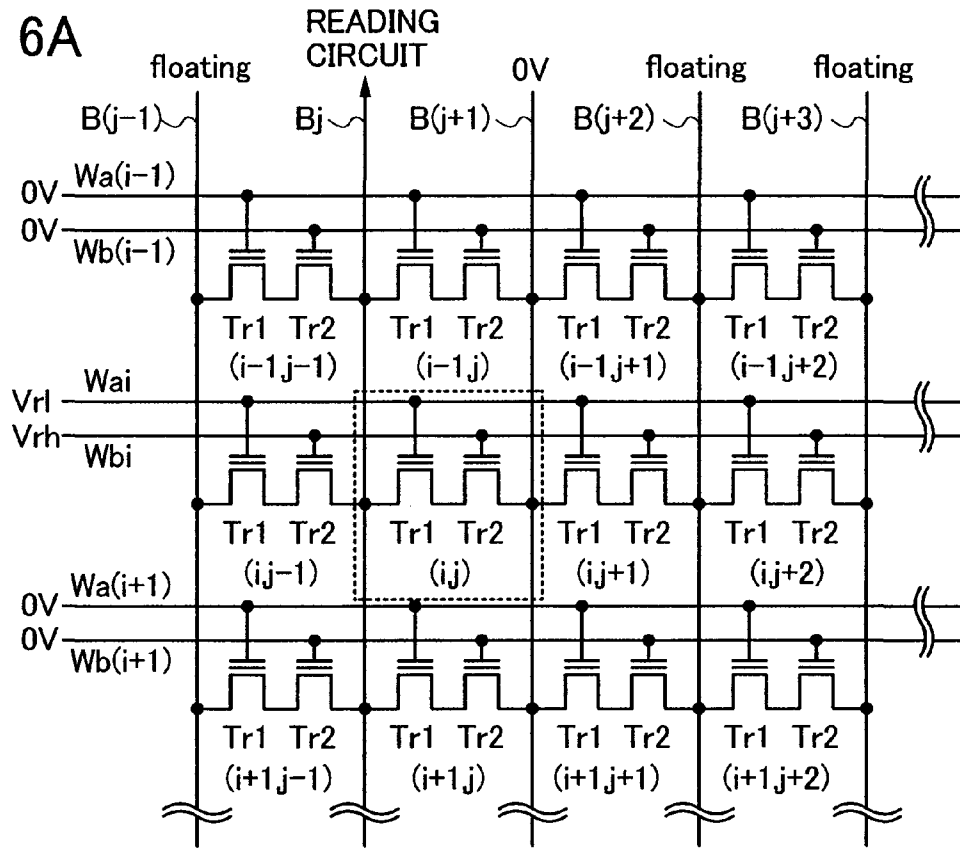 6A
READING
CIRCUIT
floating 0V floating floating
B(j-1) Bj B(j+1) B(j+2) B(j+3)
Wa(i-1)
0V
0V
Wb(i-1)
Tr1 Tr2 Tr1 Tr2 Tr1 Tr2 Tr1 Tr2
(i-1,j-1) (i-1,j) (i-1,j+1) (i-1,j+2)
Wai
Vrl
Vrh
Wbi
Tr1 Tr2 Tr1 Tr2 Tr1 Tr2 Tr1 Tr2
(i,j-1) (i,j) (i,j+1) (i,j+2)
Wa(i+1)
0V
0V
Wb(i+1)
Tr1 Tr2 Tr1 Tr2 Tr1 Tr2 Tr1 Tr2
(i+1,j-1) (i+1,j) (i+1,j+1) (i+1,j+2)